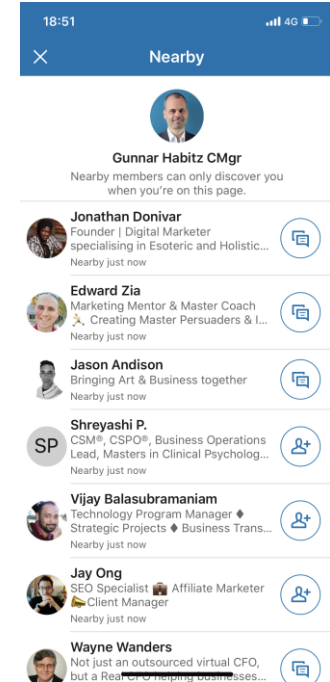 18:51
4G
Nearby
Gunnar Habitz CMgr
Nearby members can only discover you
when you're on this page.
Jonathan Donivar
Founder | Digital Marketer
specialising in Esoteric and Holistic...
Nearby just now
Edward Zia
Marketing Mentor & Master Coach
Creating Master Persuaders & I...
Nearby just now
Jason Andison
Bringing Art & Business together
Nearby just now
SP
Shreyashi P.
CSM®, CSPO®, Business Operations
Lead, Masters in Clinical Psycholog...
Nearby just now
Vijay Balasubramaniam
Technology Program Manager ♦
Strategic Projects ♦ Business Trans...
Nearby just now
Jay Ong
SEO Specialist 💼 Affiliate Marketer
Client Manager
Nearby just now
Wayne Wanders
Not just an outsourced virtual CFO,
but a Real CFO helping businesses...